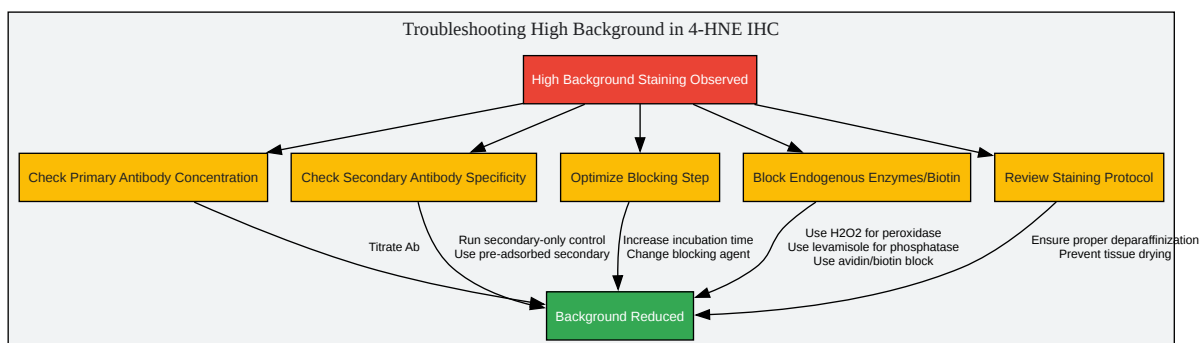 Troubleshooting High Background in 4-HNE IHC
High Background Staining Observed
Check Primary Antibody Concentration
Check Secondary Antibody Specificity
Optimize Blocking Step
Block Endogenous Enzymes/Biotin
Review Staining Protocol
Titrate Ab
Run secondary-only control
Use pre-adsorbed secondary
Increase incubation time
Change blocking agent
Use H2O2 for peroxidase
Use levamisole for phosphatase
Use avidin/biotin block
Ensure proper deparaffinization
Prevent tissue drying
Background Reduced